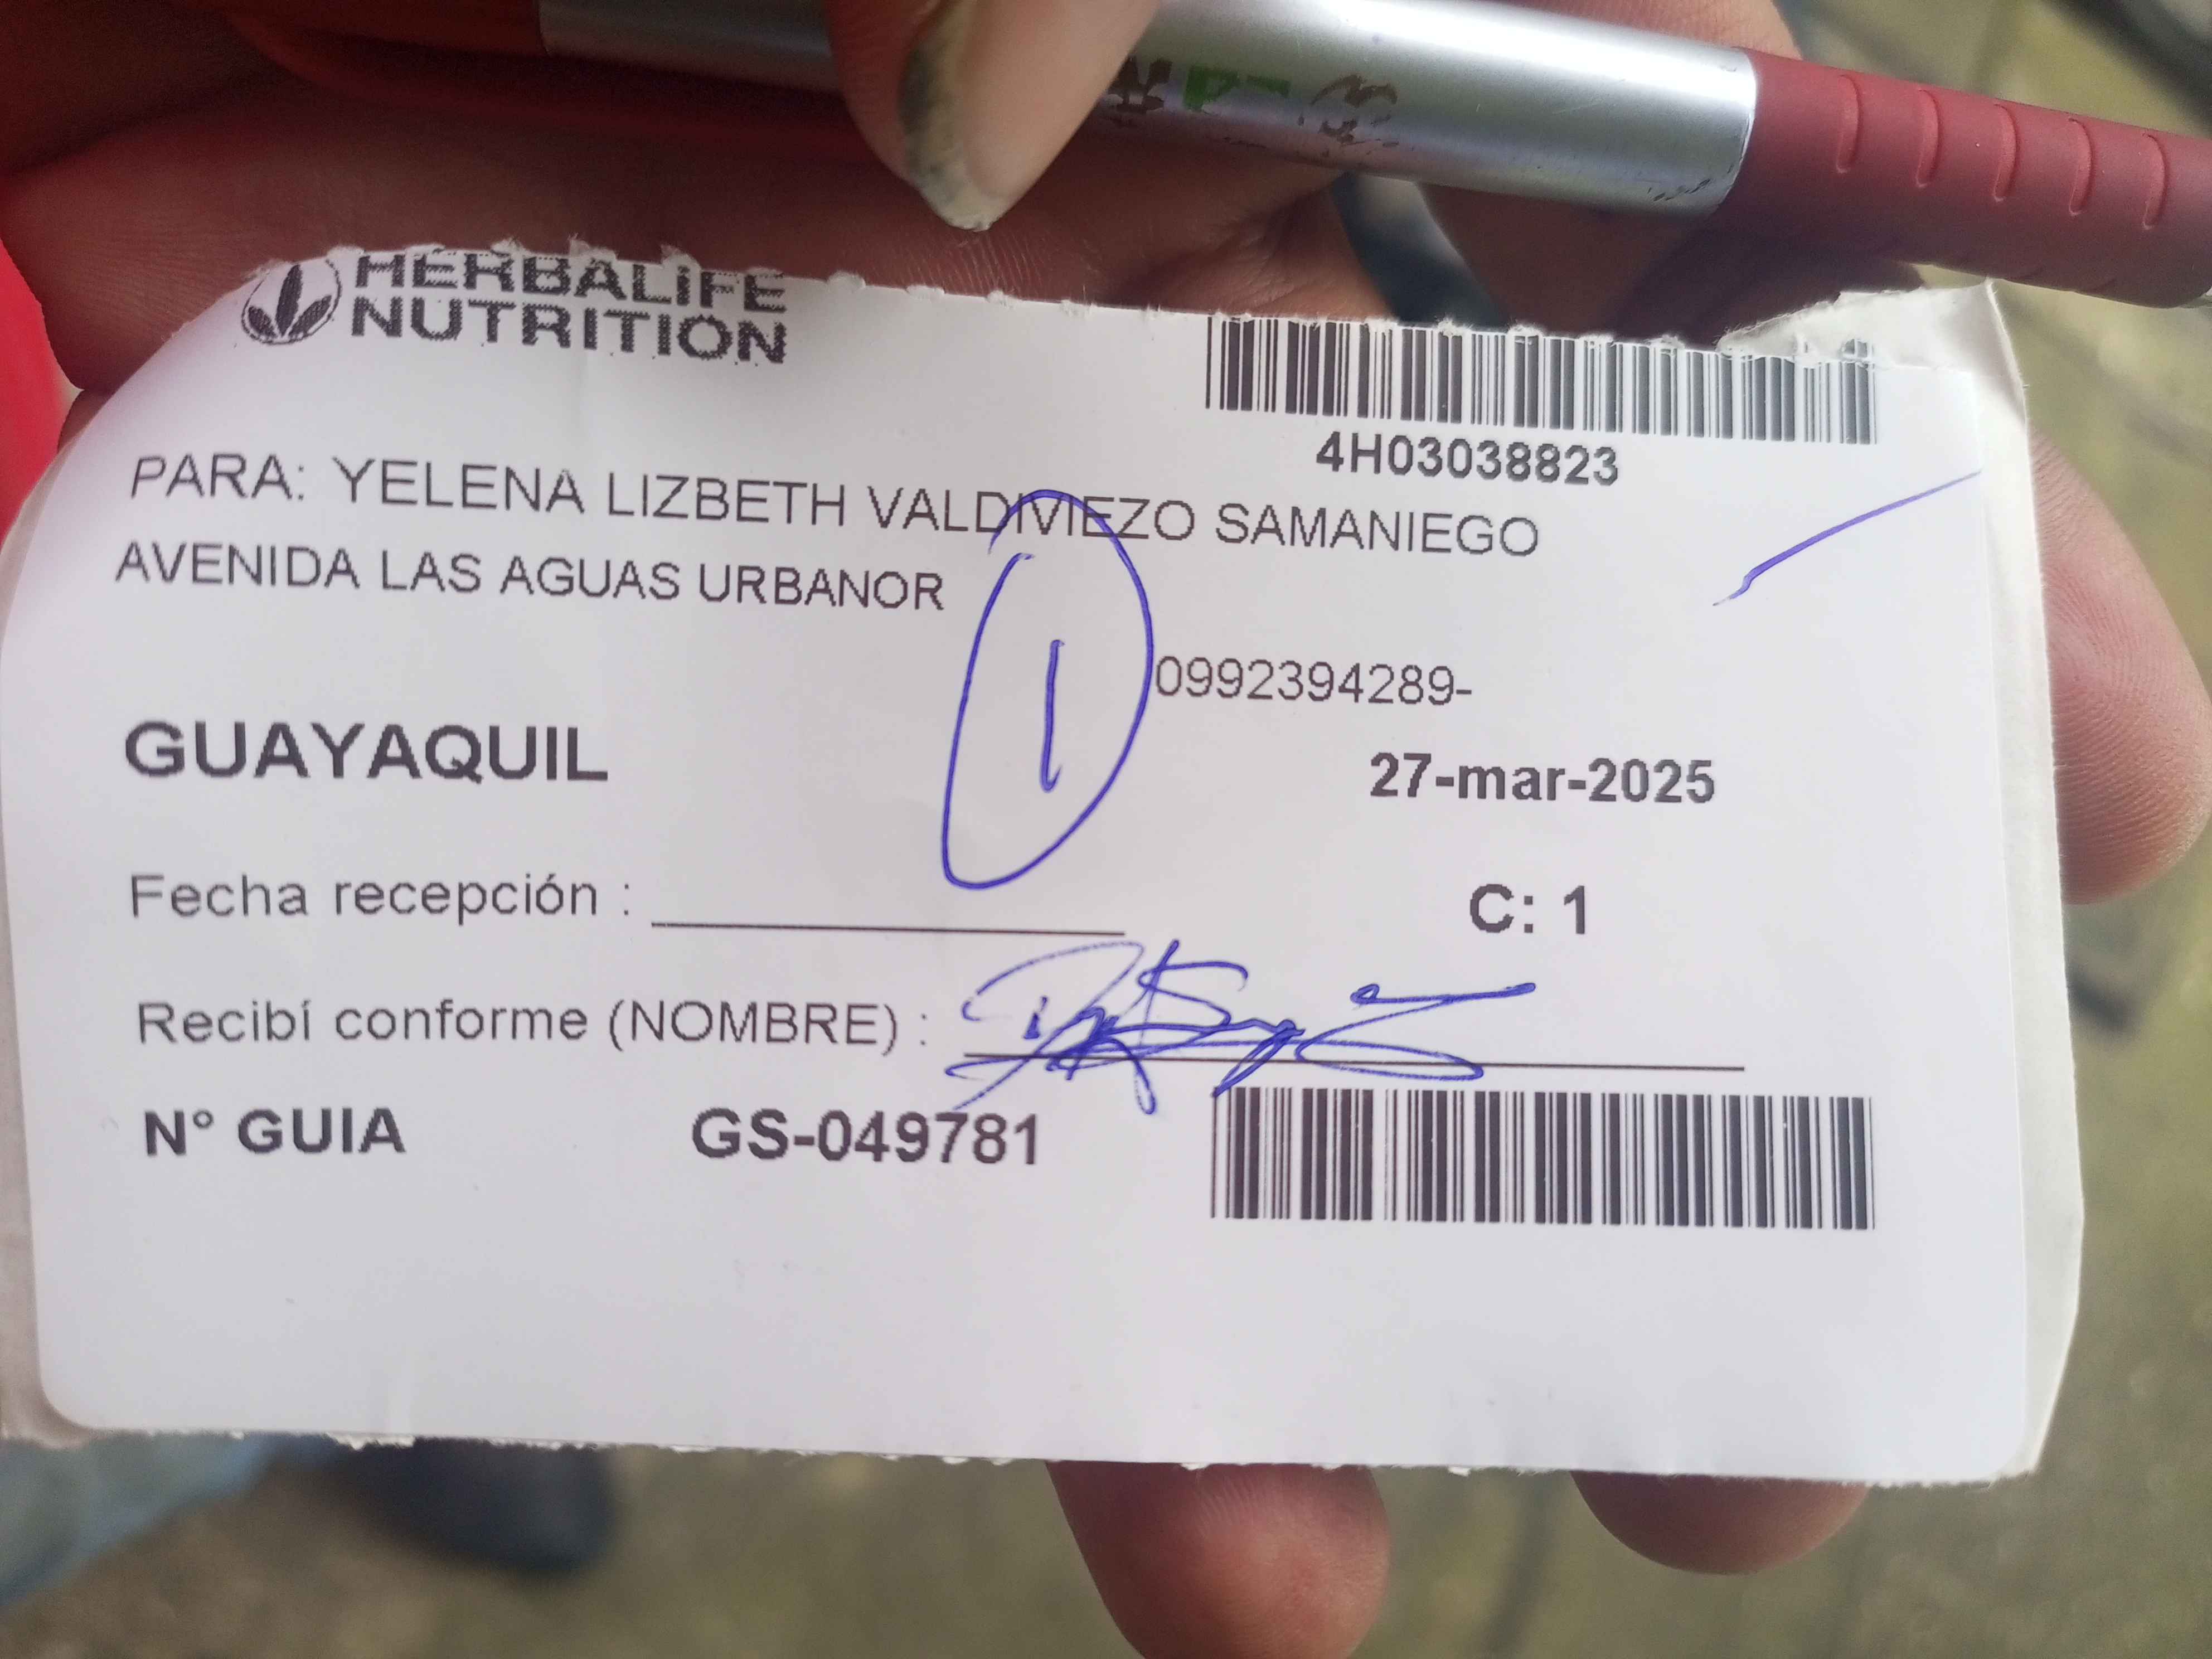 HERBALIFE
NUTRITION
4H03038823
PARA: YELENA LIZBETH VALDIVIEZO SAMANIEGO
AVENIDA LAS AGUAS URBANOR
1
0992394289-
GUAYAQUIL
27-mar-2025
Fecha recepción :
C: 1
Recibí conforme (NOMBRE) :
N° GUIA GS-049781